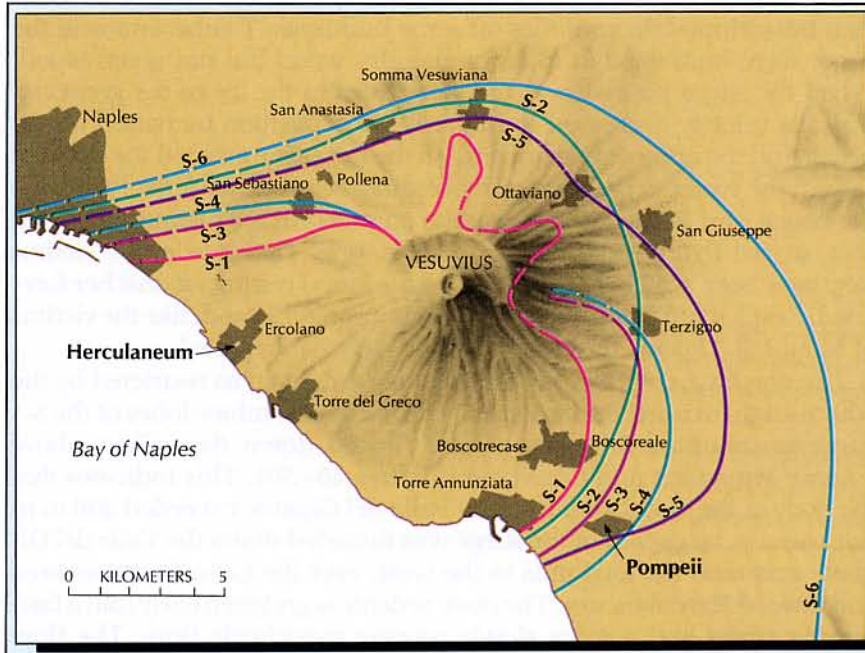 Somma Vesuviana
San Anastasia
S-2
Naples
S-5
S-6
San Sebastiano
Pollena
Ottaviano
S-4
San Giuseppe
S-3
VESUVIUS
S-1
Terzigno
Ercolano
Herculaneum
Torre del Greco
Bay of Naples
Boscotrecase
Boscoreale
Torre Annunziata
S-1
S-2
S-3
S-4
S-5
Pompeii
0 KILOMETERS 5
S-6